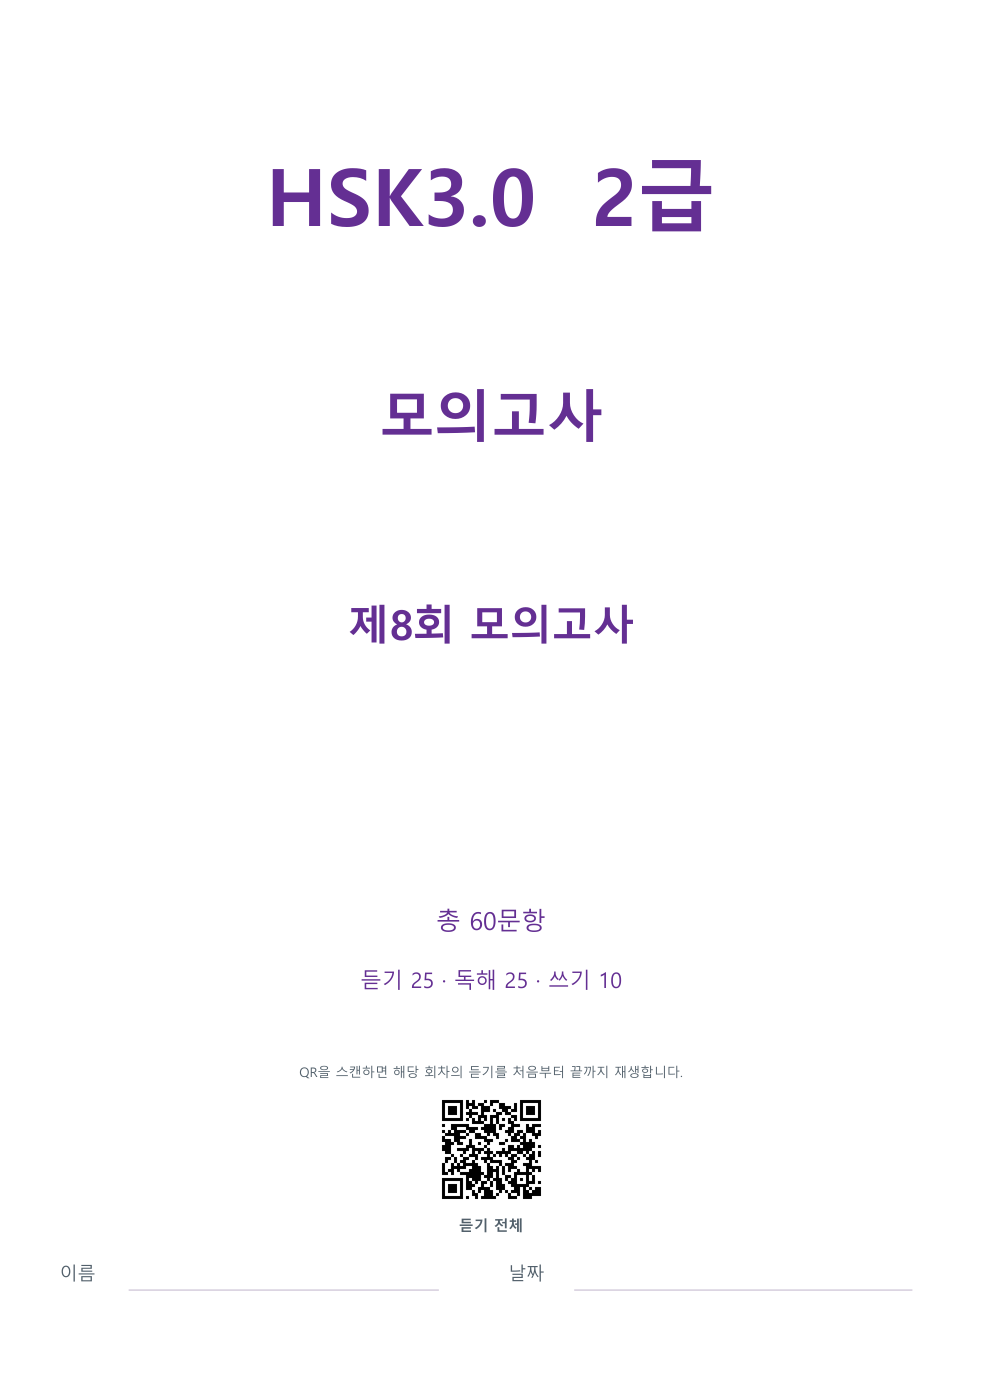 HSK3.0 2급
모의고사
제8회 모의고사
총 60문항
듣기 25 · 독해 25 · 쓰기 10
QR을 스캔하면 해당 회차의 듣기를 처음부터 끝까지 재생합니다.
듣기 전체
이름 날짜